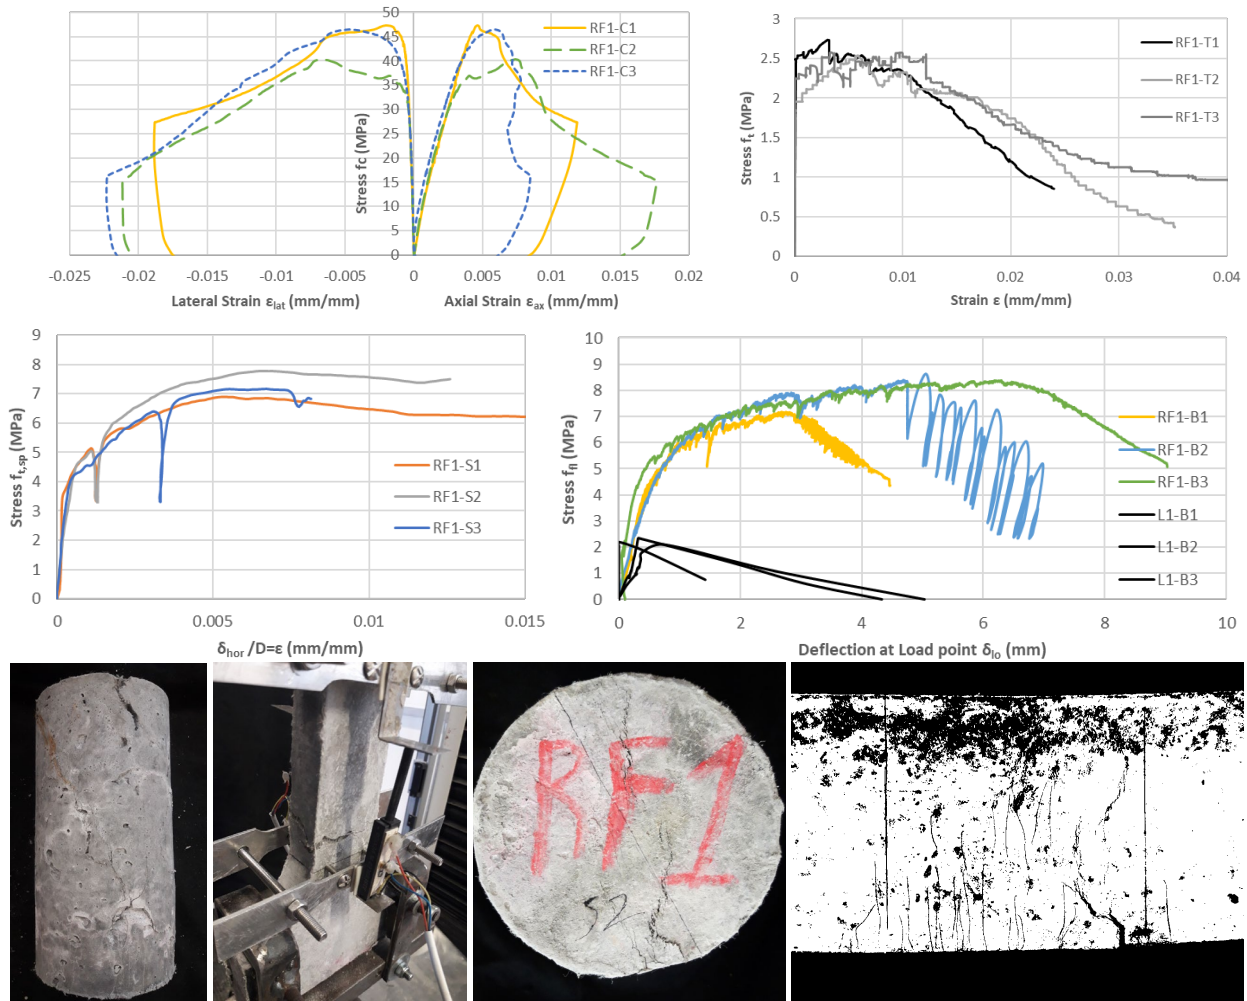 Stress fc (MPa)
50
45
40
35
30
25
20
15
10
5
0
-0.025
-0.02
-0.015
-0.01
-0.005
0
0.005
0.01
0.015
0.02
Lateral Strain εlat (mm/mm)
Axial Strain εax (mm/mm)
RF1-C1
RF1-C2
RF1-C3
Stress ft (MPa)
3
2.5
2
1.5
1
0.5
0
0
0.01
0.02
0.03
0.04
Strain ε (mm/mm)
RF1-T1
RF1-T2
RF1-T3
Stress ft,sp (MPa)
9
8
7
6
5
4
3
2
1
0
0
0.005
0.01
0.015
δhor /D=ε (mm/mm)
RF1-S1
RF1-S2
RF1-S3
Stress ffl (MPa)
10
9
8
7
6
5
4
3
2
1
0
0
2
4
6
8
10
Deflection at Load point δlo (mm)
RF1-B1
RF1-B2
RF1-B3
L1-B1
L1-B2
L1-B3
RF1
S2